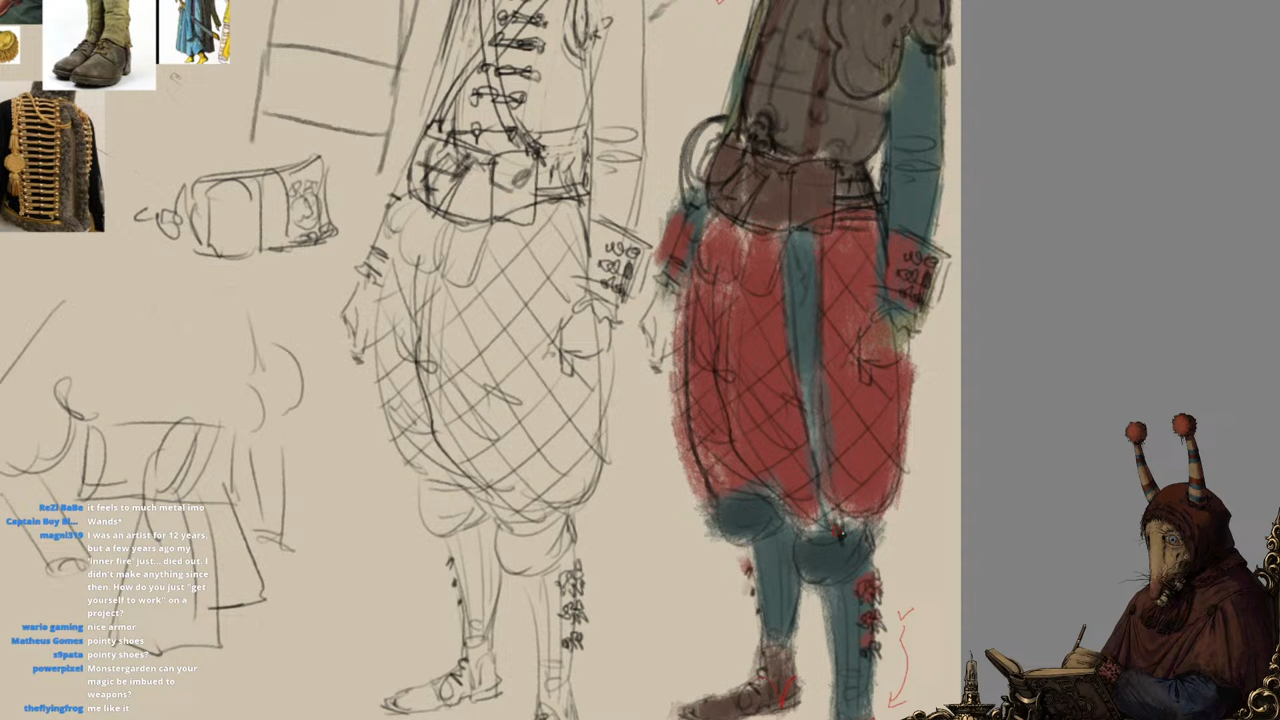 ReZi BaBe it feels to much metal imo
Captain Buy Bl... Wands*
magni319 I was an artist for 12 years,
but a few years ago my
'inner fire' just... died out. I
didn't make anything since
then. How do you just "get
yourself to work" on a
project?
wario gaming nice armor
Matheus Gomes pointy shoes
s9pata pointy shoes?
powerpixel Monstergarden can your
magic be imbued to
weapons?
theflyingfrog me like it